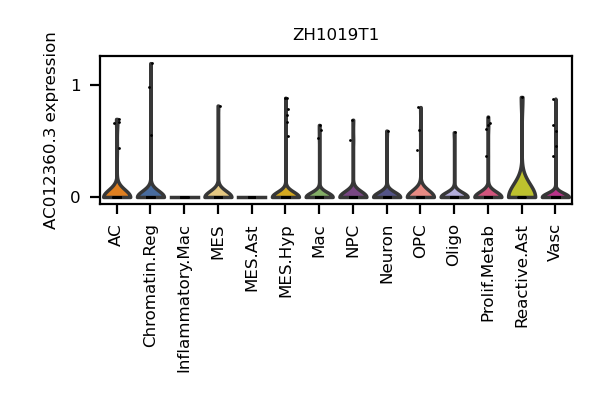 ZH1019T1
AC012360.3 expression
1
0
AC
Chromatin.Reg
Inflammatory.Mac
MES
MES.Ast
MES.Hyp
Mac
NPC
Neuron
OPC
Oligo
Prolif.Metab
Reactive.Ast
Vasc